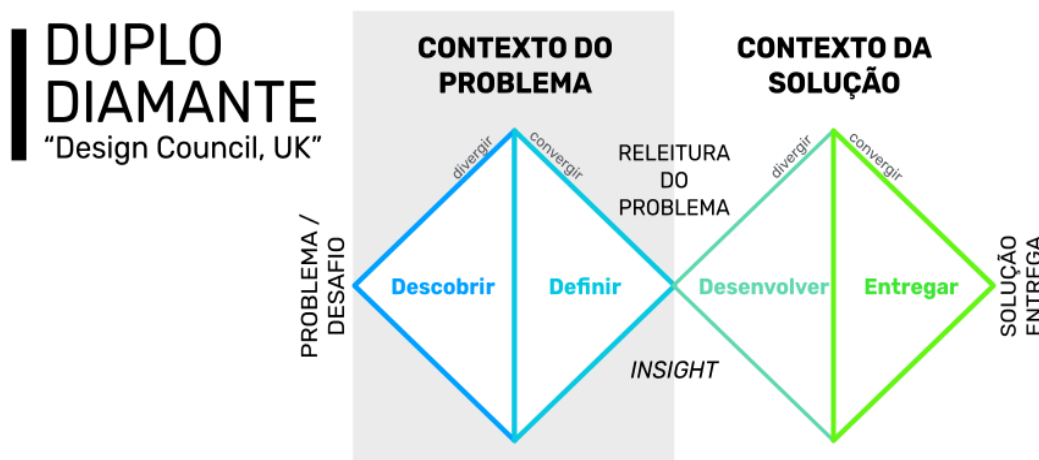 DUPLO
DIAMANTE
“Design Council, UK”
CONTEXTO DO
PROBLEMA
CONTEXTO DA
SOLUÇÃO
divergir
convergir
RELEITURA
DO
PROBLEMA
divergir
convergir
PROBLEMA /
DESAFIO
Descobrir
Definir
Desenvolver
Entregar
SOLUÇÃO
ENTREGA
INSIGHT